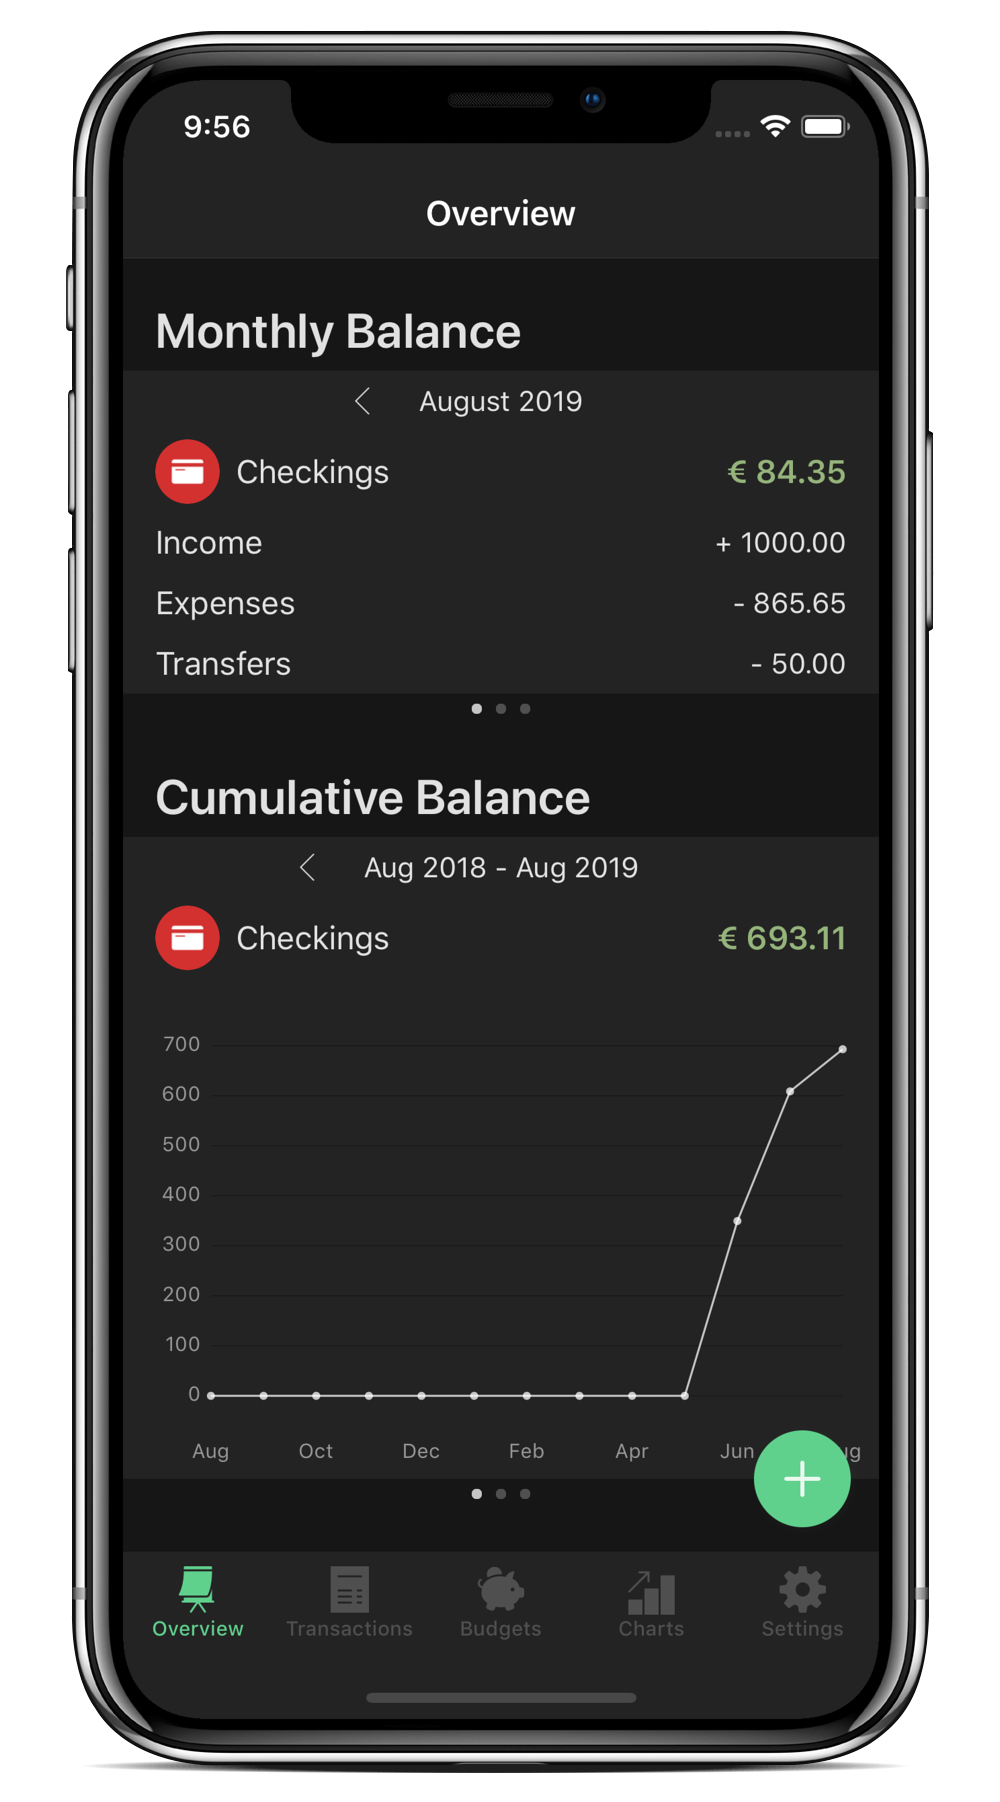 9:56
Overview
Monthly Balance
August 2019
Checkings € 84.35
Income + 1000.00
Expenses - 865.65
Transfers - 50.00
Cumulative Balance
Aug 2018 - Aug 2019
Checkings € 693.11
700
600
500
400
300
200
100
0
Aug Oct Dec Feb Apr Jun
Overview Transactions Budgets Charts Settings